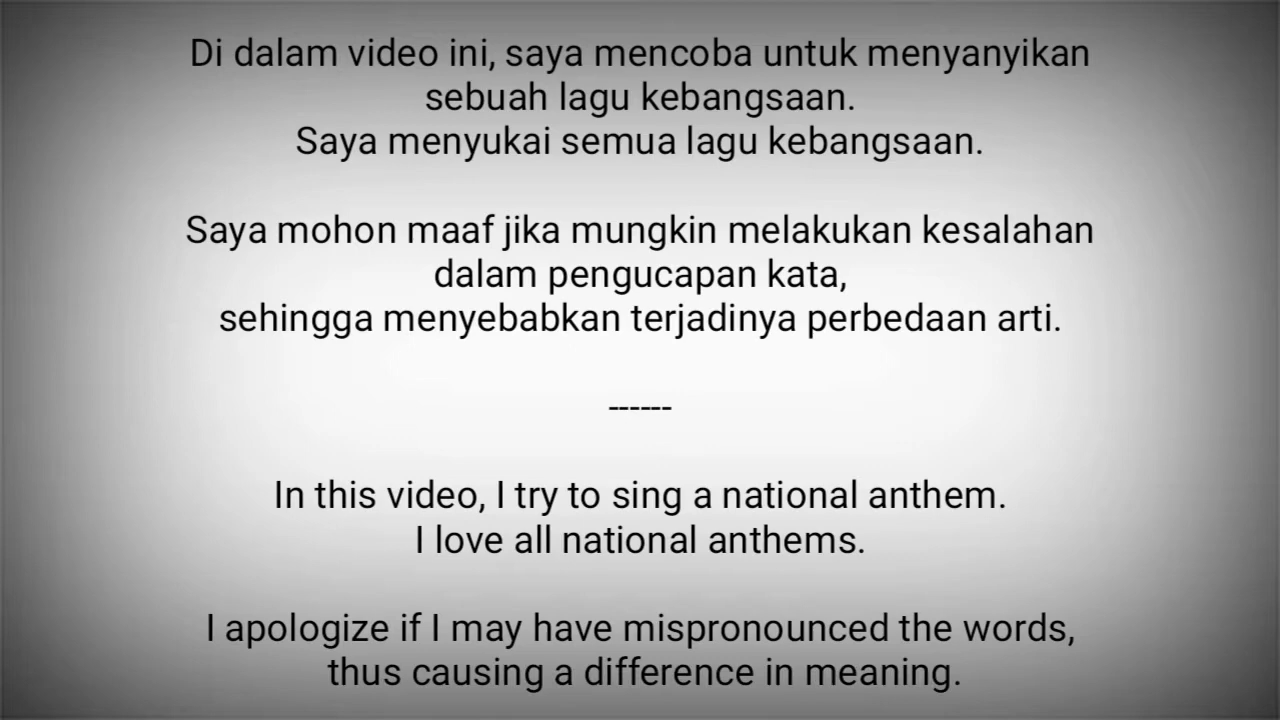 Di dalam video ini, saya mencoba untuk menyanyikan
sebuah lagu kebangsaan.
Saya menyukai semua lagu kebangsaan.
Saya mohon maaf jika mungkin melakukan kesalahan
dalam pengucapan kata,
sehingga menyebabkan terjadinya perbedaan arti.
------
In this video, I try to sing a national anthem.
I love all national anthems.
I apologize if I may have mispronounced the words,
thus causing a difference in meaning.